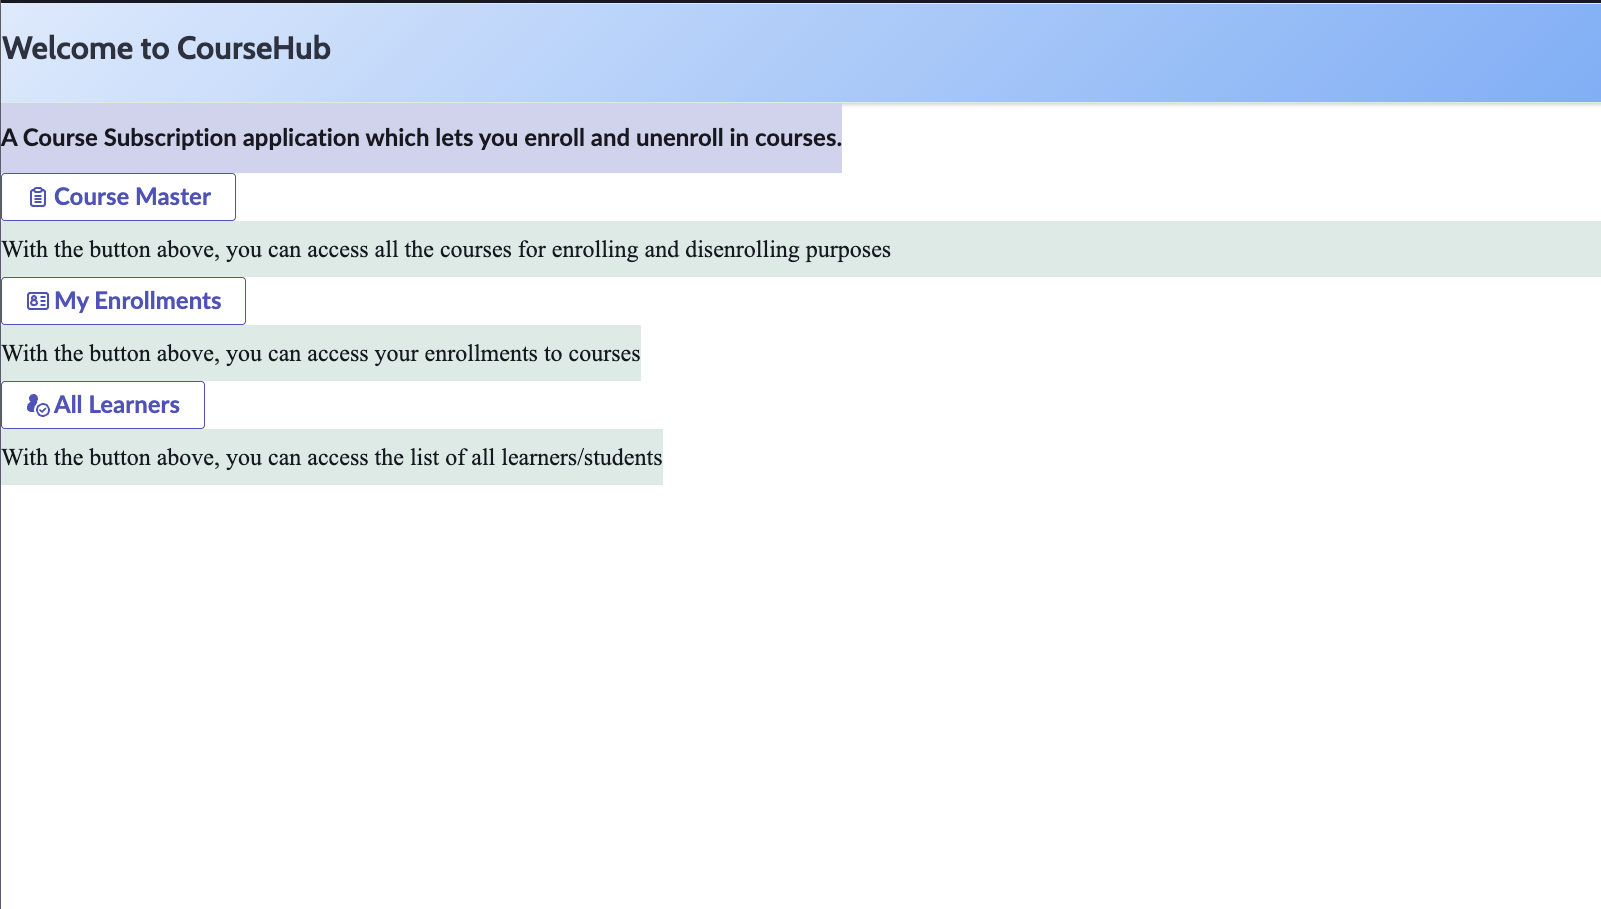 Welcome to CourseHub
A Course Subscription application which lets you enroll and unenroll in courses.
Course Master
With the button above, you can access all the courses for enrolling and disenrolling purposes
My Enrollments
With the button above, you can access your enrollments to courses
All Learners
With the button above, you can access the list of all learners/students